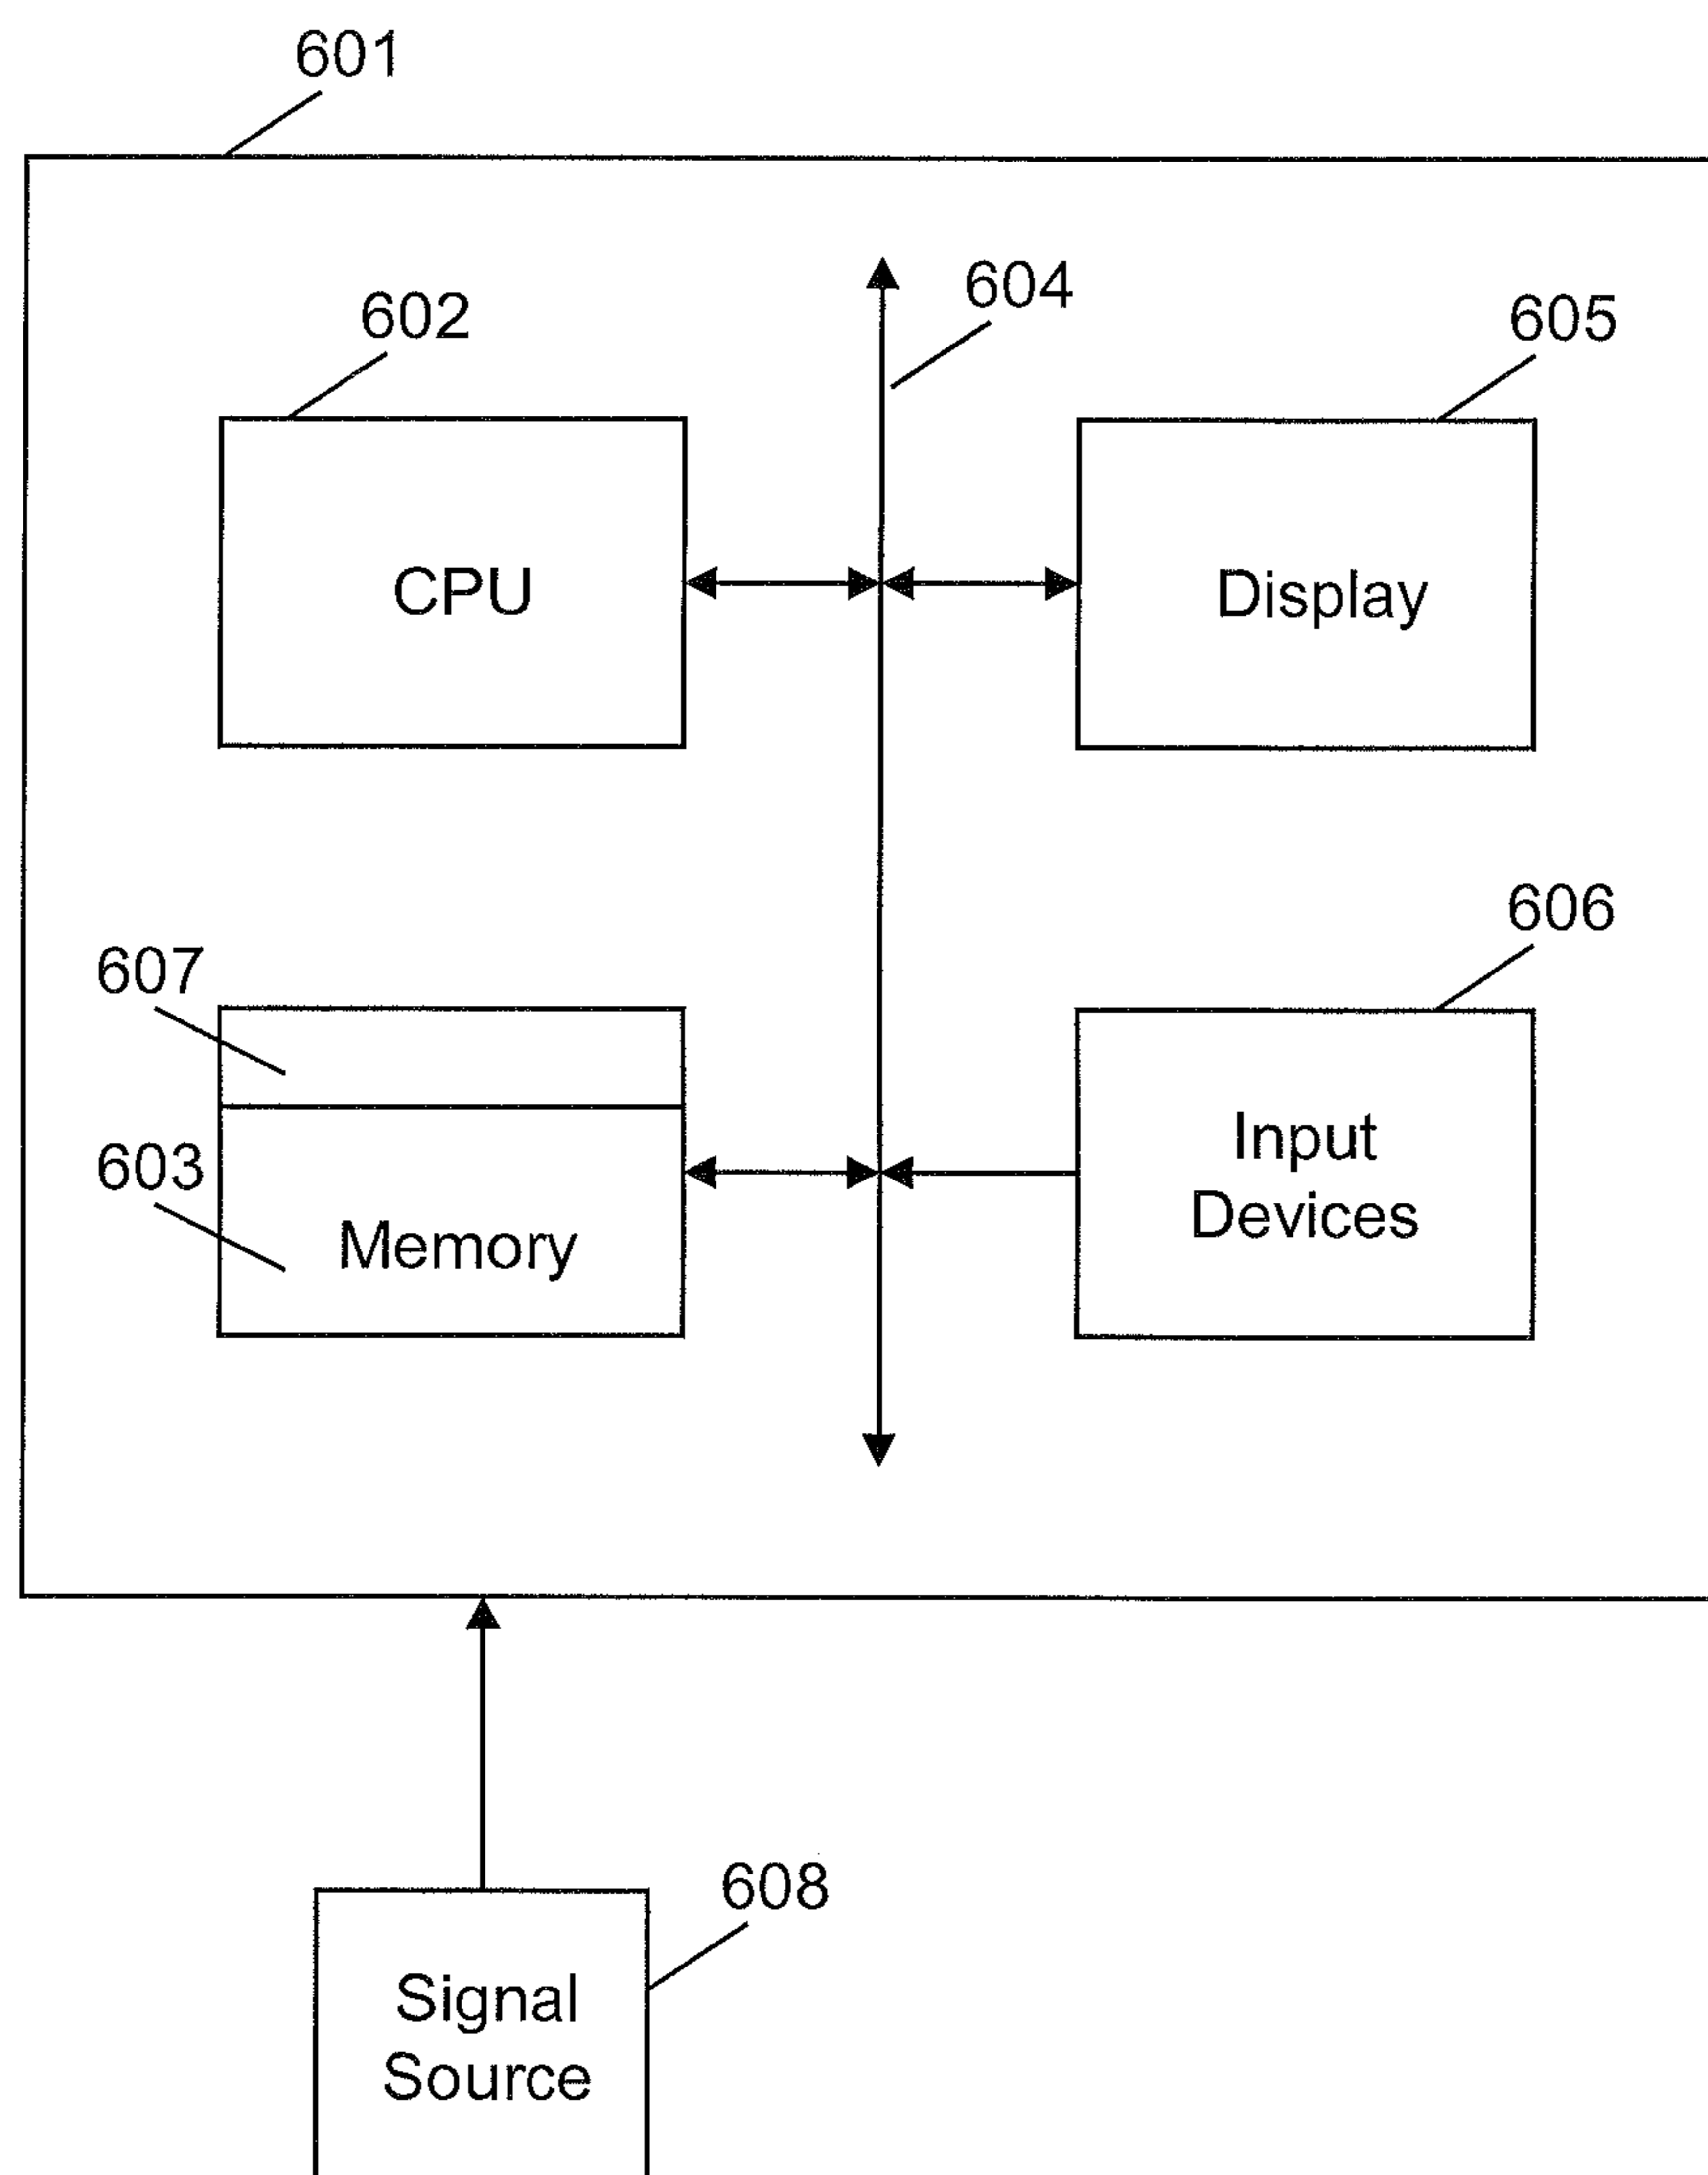 601
604
602
605
CPU
Display
606
607
Input
Devices
603
Memory
608
Signal
Source